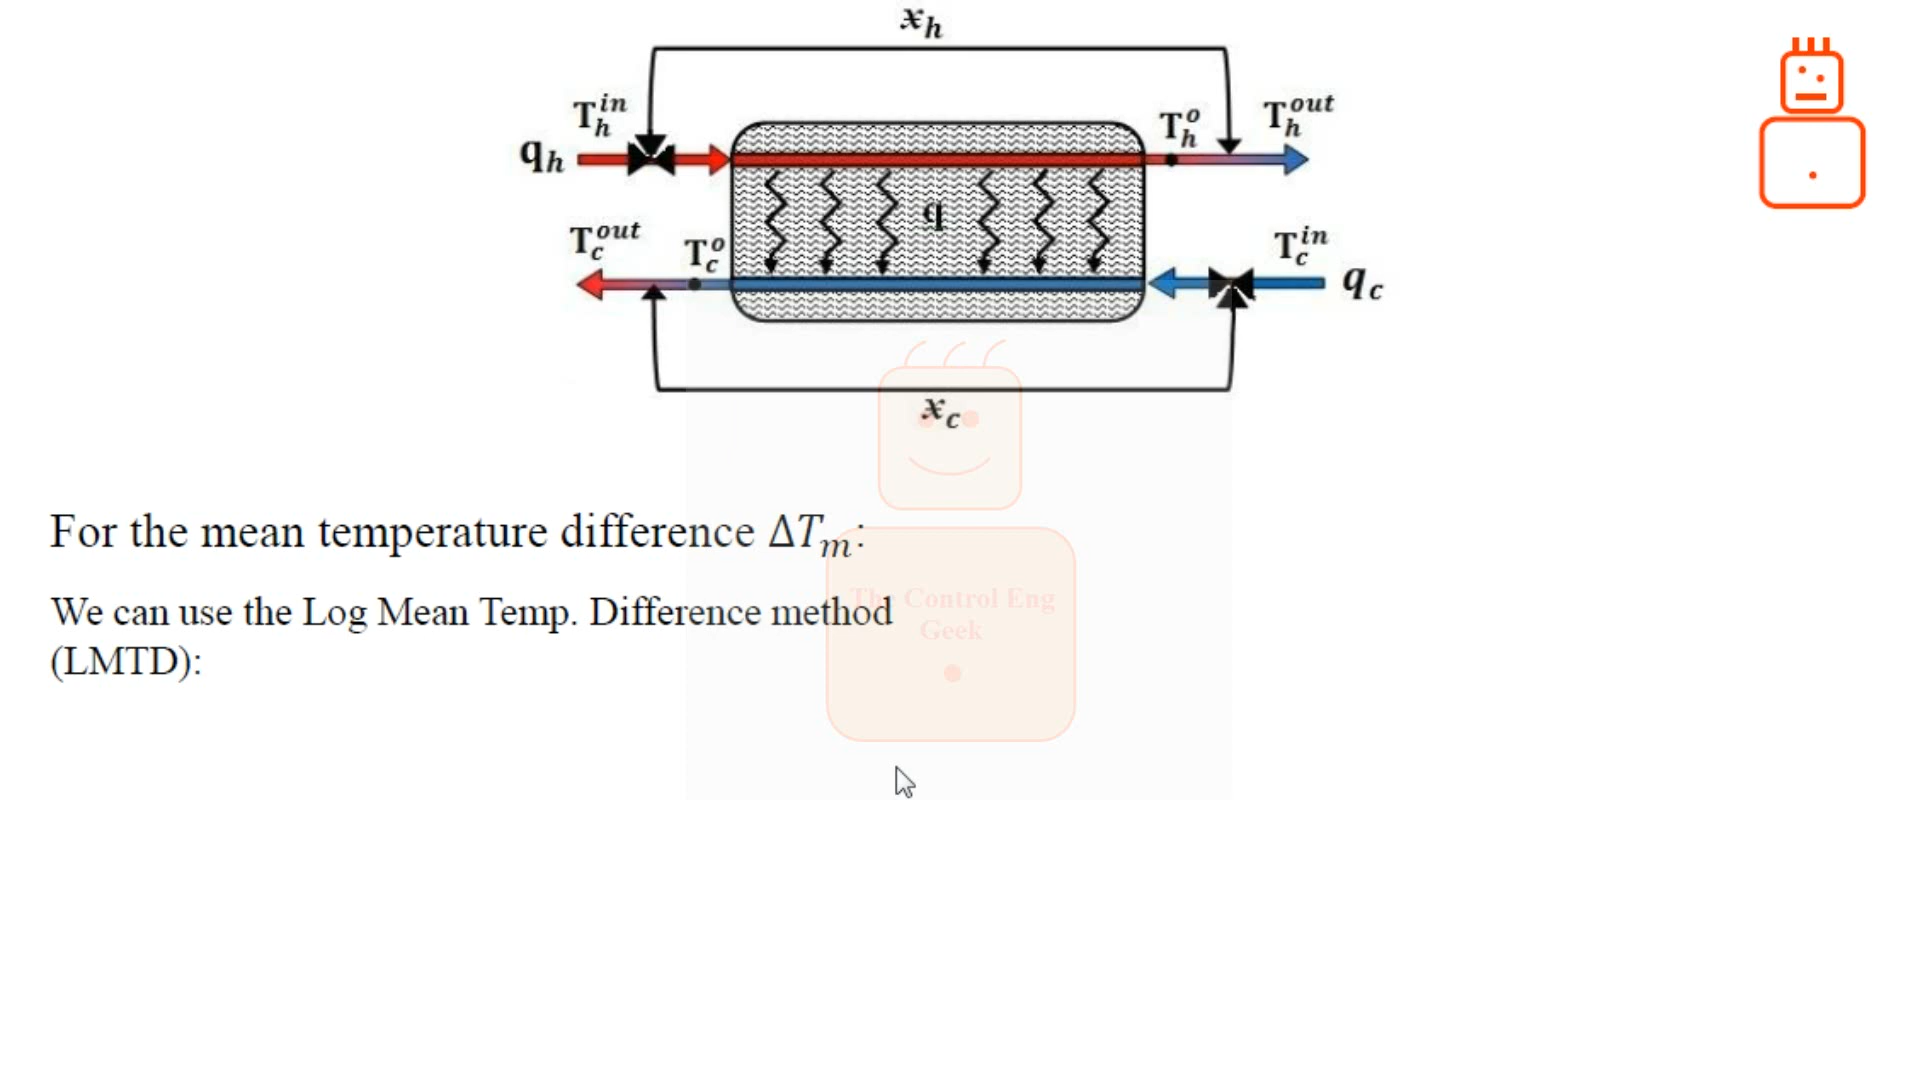 x_h
T_h^in
T_h^o
T_h^out
q_h
q
T_c^out
T_c^o
T_c^in
q_c
x_c
For the mean temperature difference ΔT_m:
We can use the Log Mean Temp. Difference method
(LMTD):
The Control Eng
Geek